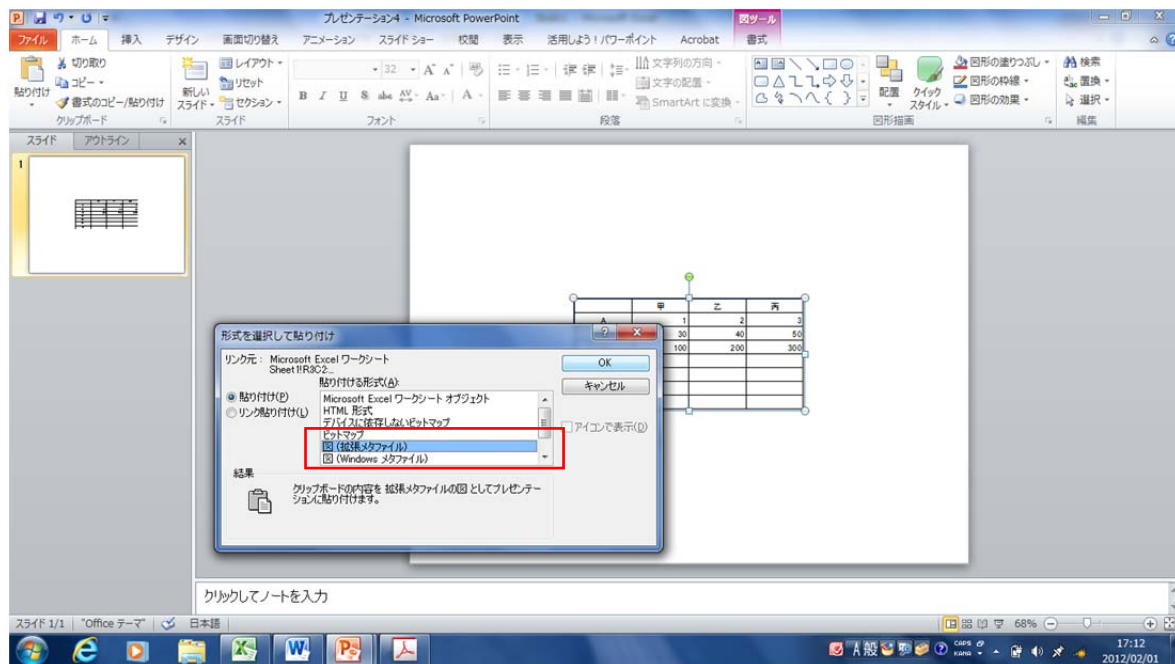 プレゼンテーション4 - Microsoft PowerPoint
図ツール
ファイル ホーム 挿入 デザイン 画面切り替え アニメーション スライド ショー 校閲 表示 活用しよう！パワーポイント Acrobat 書式
貼り付け
切り取り
コピー
書式のコピー/貼り付け
クリップボード
新しい
スライド
レイアウト
リセット
セクション
スライド
32
B I U S abc AV Aa A
フォント
文字列の方向
文字の配置
SmartArt に変換
段落
配置
クイック
スタイル
図形の塗りつぶし
図形の枠線
図形の効果
図形描画
検索
置換
選択
編集
スライド アウトライン
1
甲 乙 丙
A 1 2 3
30 40 50
100 200 300
形式を選択して貼り付け
リンク元： Microsoft Excel ワークシート
Sheet1!R3C2:...
貼り付ける形式(A):
貼り付け(P)
リンク貼り付け(L)
Microsoft Excel ワークシート オブジェクト
HTML 形式
デバイスに依存しないビットマップ
ビットマップ
図 (拡張メタファイル)
図 (Windows メタファイル)
OK
キャンセル
アイコンで表示(D)
結果
クリップボードの内容を 拡張メタファイルの図 としてプレゼンテー
ションに貼り付けます。
クリックしてノートを入力
スライド 1/1 "Office テーマ" 日本語
68%
A 般
CAPS
KANA
17:12
2012/02/01